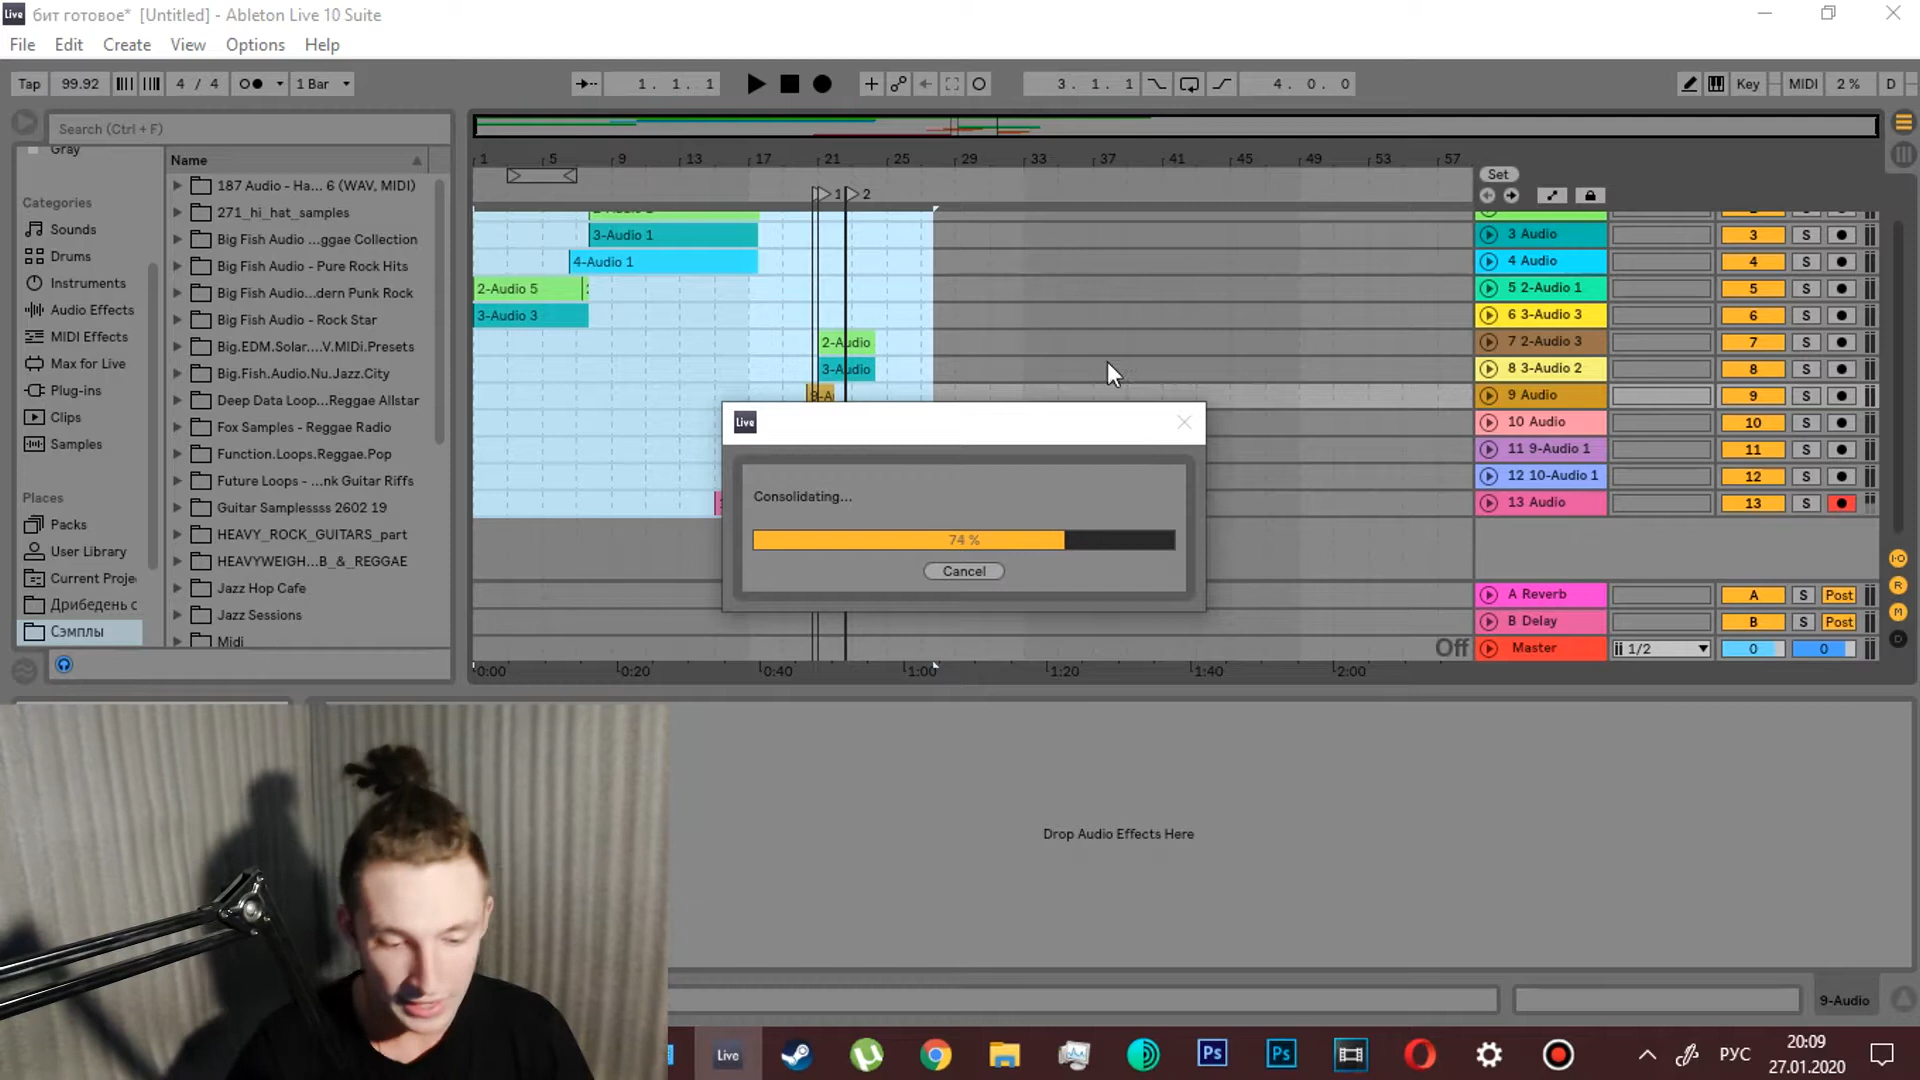 Live бит готовое* [Untitled] - Ableton Live 10 Suite
File Edit Create View Options Help
Tap 99.92 4 / 4 1 Bar 1. 1. 1 3. 1. 1 4. 0. 0 Key MIDI 2 % D
Search (Ctrl + F)
Gray
Categories
Sounds
Drums
Instruments
Audio Effects
MIDI Effects
Max for Live
Plug-ins
Clips
Samples
Places
Packs
User Library
Current Proje
Дрибедень с
Сэмплы
Name
187 Audio - Ha... 6 (WAV, MIDI)
271_hi_hat_samples
Big Fish Audio ...ggae Collection
Big Fish Audio - Pure Rock Hits
Big Fish Audio...dern Punk Rock
Big Fish Audio - Rock Star
Big.EDM.Solar....V.MiDi.Presets
Big.Fish.Audio.Nu.Jazz.City
Deep Data Loop...Reggae Allstar
Fox Samples - Reggae Radio
Function.Loops.Reggae.Pop
Future Loops - ...nk Guitar Riffs
Guitar Samplessss 2602 19
HEAVY_ROCK_GUITARS_part
HEAVYWEIGH...B_&_REGGAE
Jazz Hop Cafe
Jazz Sessions
Midi
1 5 9 13 17 21 25 29 33 37 41 45 49 53 57
Set
1 2
3-Audio 1
4-Audio 1
2-Audio 5
3-Audio 3
2-Audio
3-Audio
3 Audio 3 S
4 Audio 4 S
5 2-Audio 1 5 S
6 3-Audio 3 6 S
7 2-Audio 3 7 S
8 3-Audio 2 8 S
9 Audio 9 S
10 Audio 10 S
11 9-Audio 1 11 S
12 10-Audio 1 12 S
13 Audio 13 S
A Reverb A S Post
B Delay B S Post
Off Master 1/2 0 0
I·O
R
M
D
Live
Consolidating...
74 %
Cancel
0:00 0:20 0:40 1:00 1:20 1:40 2:00
Drop Audio Effects Here
9-Audio
Live Ps Ps РУС 20:09
27.01.2020